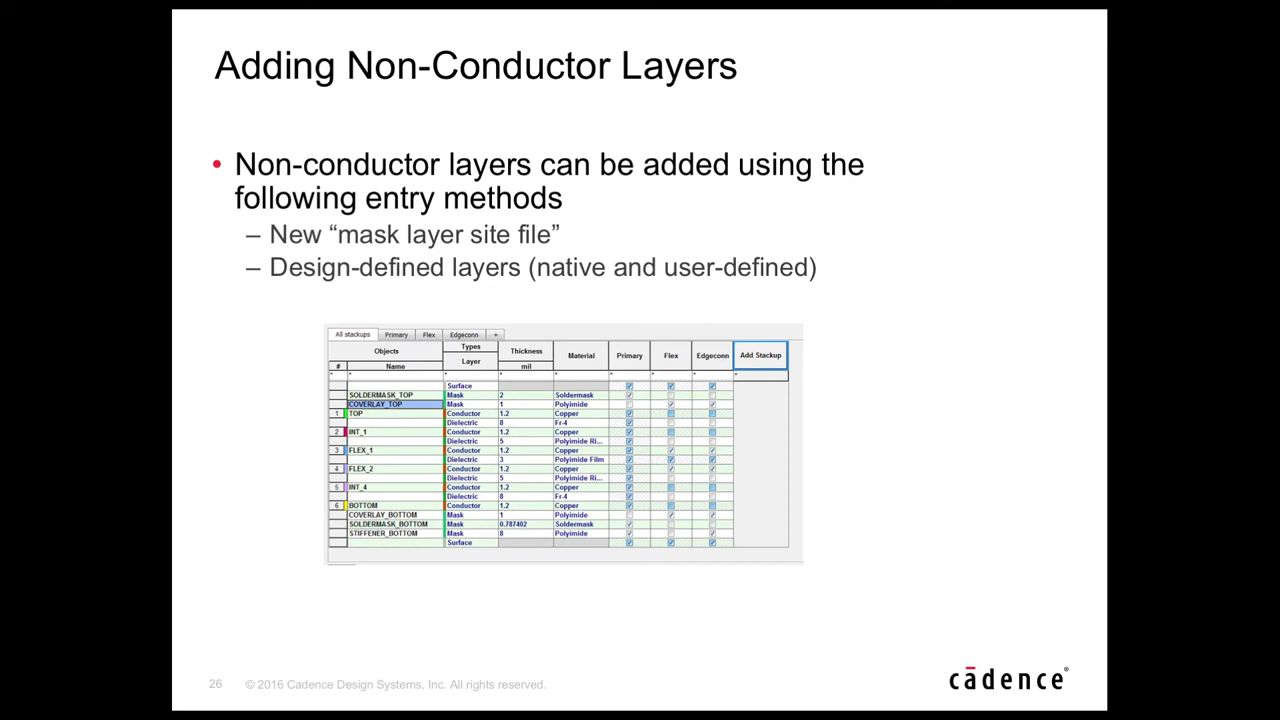 Adding Non-Conductor Layers
• Non-conductor layers can be added using the
following entry methods
– New “mask layer site file”
– Design-defined layers (native and user-defined)
All stackups Primary Flex Edgeconn +
Objects Types Thickness Material Primary Flex Edgeconn Add Stackup
Layer
# Name mil
* * * * * * * * *
Surface
SOLDERMASK_TOP Mask 2 Soldermask
COVERLAY_TOP Mask 1 Polyimide
1 TOP Conductor 1.2 Copper
Dielectric 8 Fr-4
2 INT_1 Conductor 1.2 Copper
Dielectric 5 Polyimide Ri...
3 FLEX_1 Conductor 1.2 Copper
Dielectric 3 Polyimide Film
4 FLEX_2 Conductor 1.2 Copper
Dielectric 5 Polyimide Ri...
5 INT_4 Conductor 1.2 Copper
Dielectric 8 Fr-4
6 BOTTOM Conductor 1.2 Copper
COVERLAY_BOTTOM Mask 1 Polyimide
SOLDERMASK_BOTTOM Mask 0.787402 Soldermask
STIFFENER_BOTTOM Mask 8 Polyimide
Surface
26 © 2016 Cadence Design Systems, Inc. All rights reserved.
cādence®